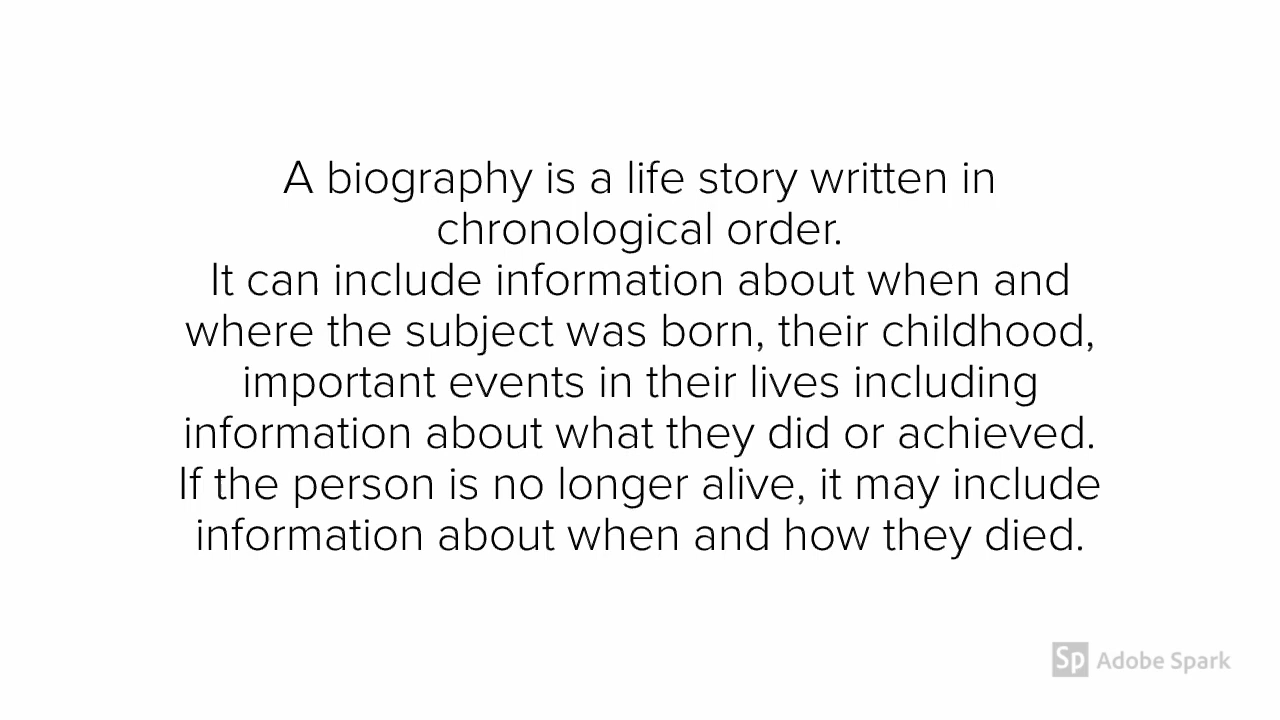 A biography is a life story written in
chronological order.
It can include information about when and
where the subject was born, their childhood,
important events in their lives including
information about what they did or achieved.
If the person is no longer alive, it may include
information about when and how they died.
Sp Adobe Spark